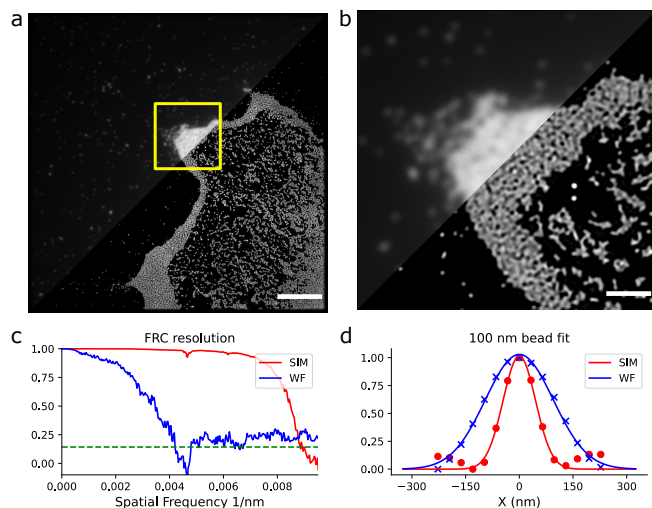 a
b
c
FRC resolution
1.00
0.75
0.50
0.25
0.00
SIM
WF
0.000
0.002
0.004
0.006
0.008
Spatial Frequency 1/nm
d
100 nm bead fit
1.00
0.75
0.50
0.25
0.00
SIM
WF
−300
−150
0
150
300
X (nm)